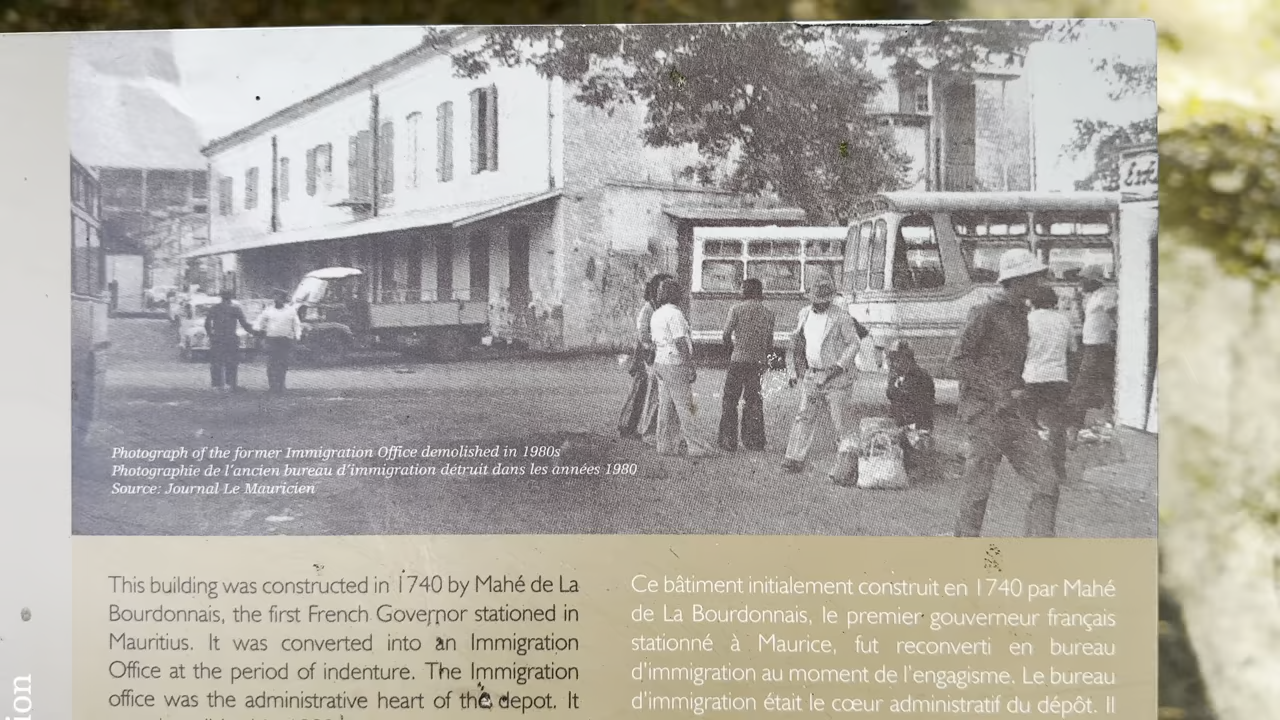 Photograph of the former Immigration Office demolished in 1980s
Photographie de l'ancien bureau d'immigration détruit dans les années 1980
Source: Journal Le Mauricien
This building was constructed in 1740 by Mahé de La
Bourdonnais, the first French Governor stationed in
Mauritius. It was converted into an Immigration
Office at the period of indenture. The Immigration
office was the administrative heart of the depot. It
Ce bâtiment initialement construit en 1740 par Mahé
de La Bourdonnais, le premier gouverneur français
stationné à Maurice, fut reconverti en bureau
d'immigration au moment de l'engagisme. Le bureau
d'immigration était le cœur administratif du dépôt. Il
ion